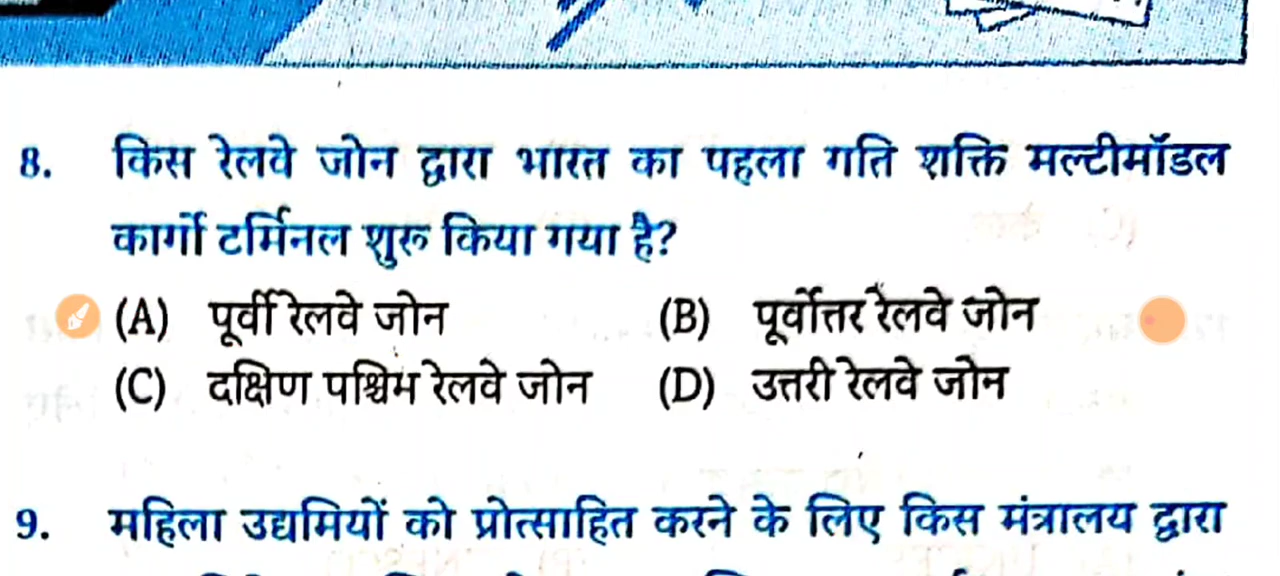 8. किस रेलवे जोन द्वारा भारत का पहला गति शक्ति मल्टीमॉडल
कार्गो टर्मिनल शुरू किया गया है?
(A) पूर्वी रेलवे जोन (B) पूर्वोत्तर रेलवे जोन
(C) दक्षिण पश्चिम रेलवे जोन (D) उत्तरी रेलवे जोन
9. महिला उद्यमियों को प्रोत्साहित करने के लिए किस मंत्रालय द्वारा